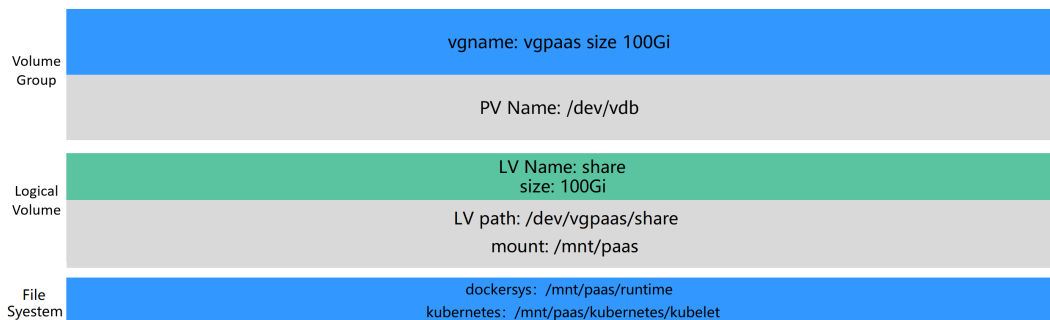 Volume
Group
vgname: vgpaas size 100Gi
PV Name: /dev/vdb
Logical
Volume
LV Name: share
size: 100Gi
LV path: /dev/vgpaas/share
mount: /mnt/paas
File
Syestem
dockersys： /mnt/paas/runtime
kubernetes：/mnt/paas/kubernetes/kubelet